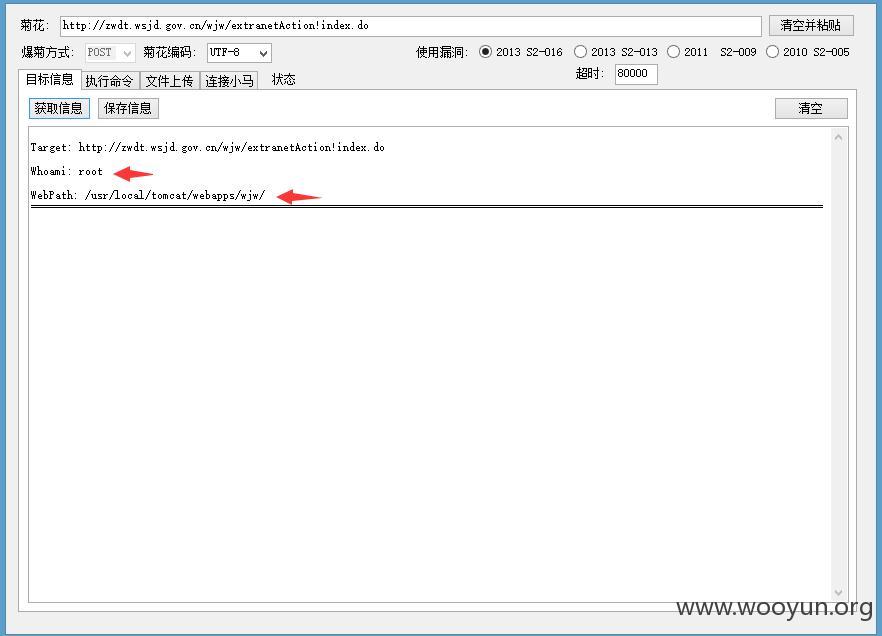 菊花: http://zwdt.wsjd.gov.cn/wjw/extranetAction!index.do 清空并粘贴
爆菊方式: POST 菊花编码: UTF-8 使用漏洞: 2013 S2-016 2013 S2-013 2011 S2-009 2010 S2-005
目标信息 执行命令 文件上传 连接小马 状态 超时: 80000
获取信息 保存信息 清空
Target: http://zwdt.wsjd.gov.cn/wjw/extranetAction!index.do
Whoami: root
WebPath: /usr/local/tomcat/webapps/wjw/
www.wooyun.org